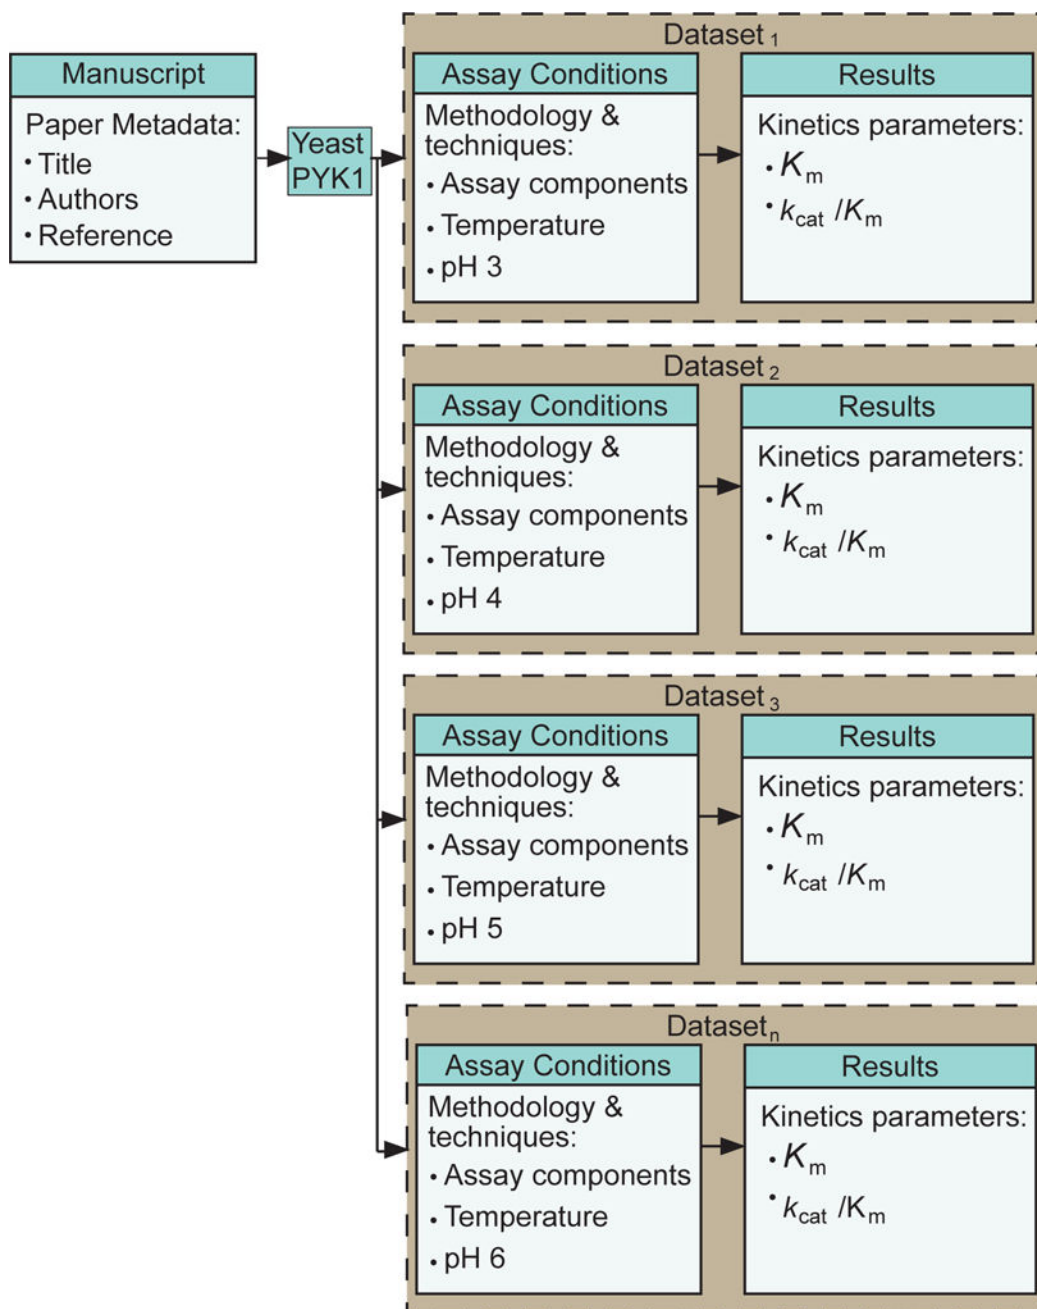 Manuscript
Paper Metadata:
• Title
• Authors
• Reference
Yeast
PYK1
Dataset 1
Assay Conditions
Methodology &
techniques:
• Assay components
• Temperature
• pH 3
Results
Kinetics parameters:
• Km
• kcat /Km
Dataset 2
Assay Conditions
Methodology &
techniques:
• Assay components
• Temperature
• pH 4
Results
Kinetics parameters:
• Km
• kcat /Km
Dataset 3
Assay Conditions
Methodology &
techniques:
• Assay components
• Temperature
• pH 5
Results
Kinetics parameters:
• Km
• kcat /Km
Datasetn
Assay Conditions
Methodology &
techniques:
• Assay components
• Temperature
• pH 6
Results
Kinetics parameters:
• Km
• kcat /Km